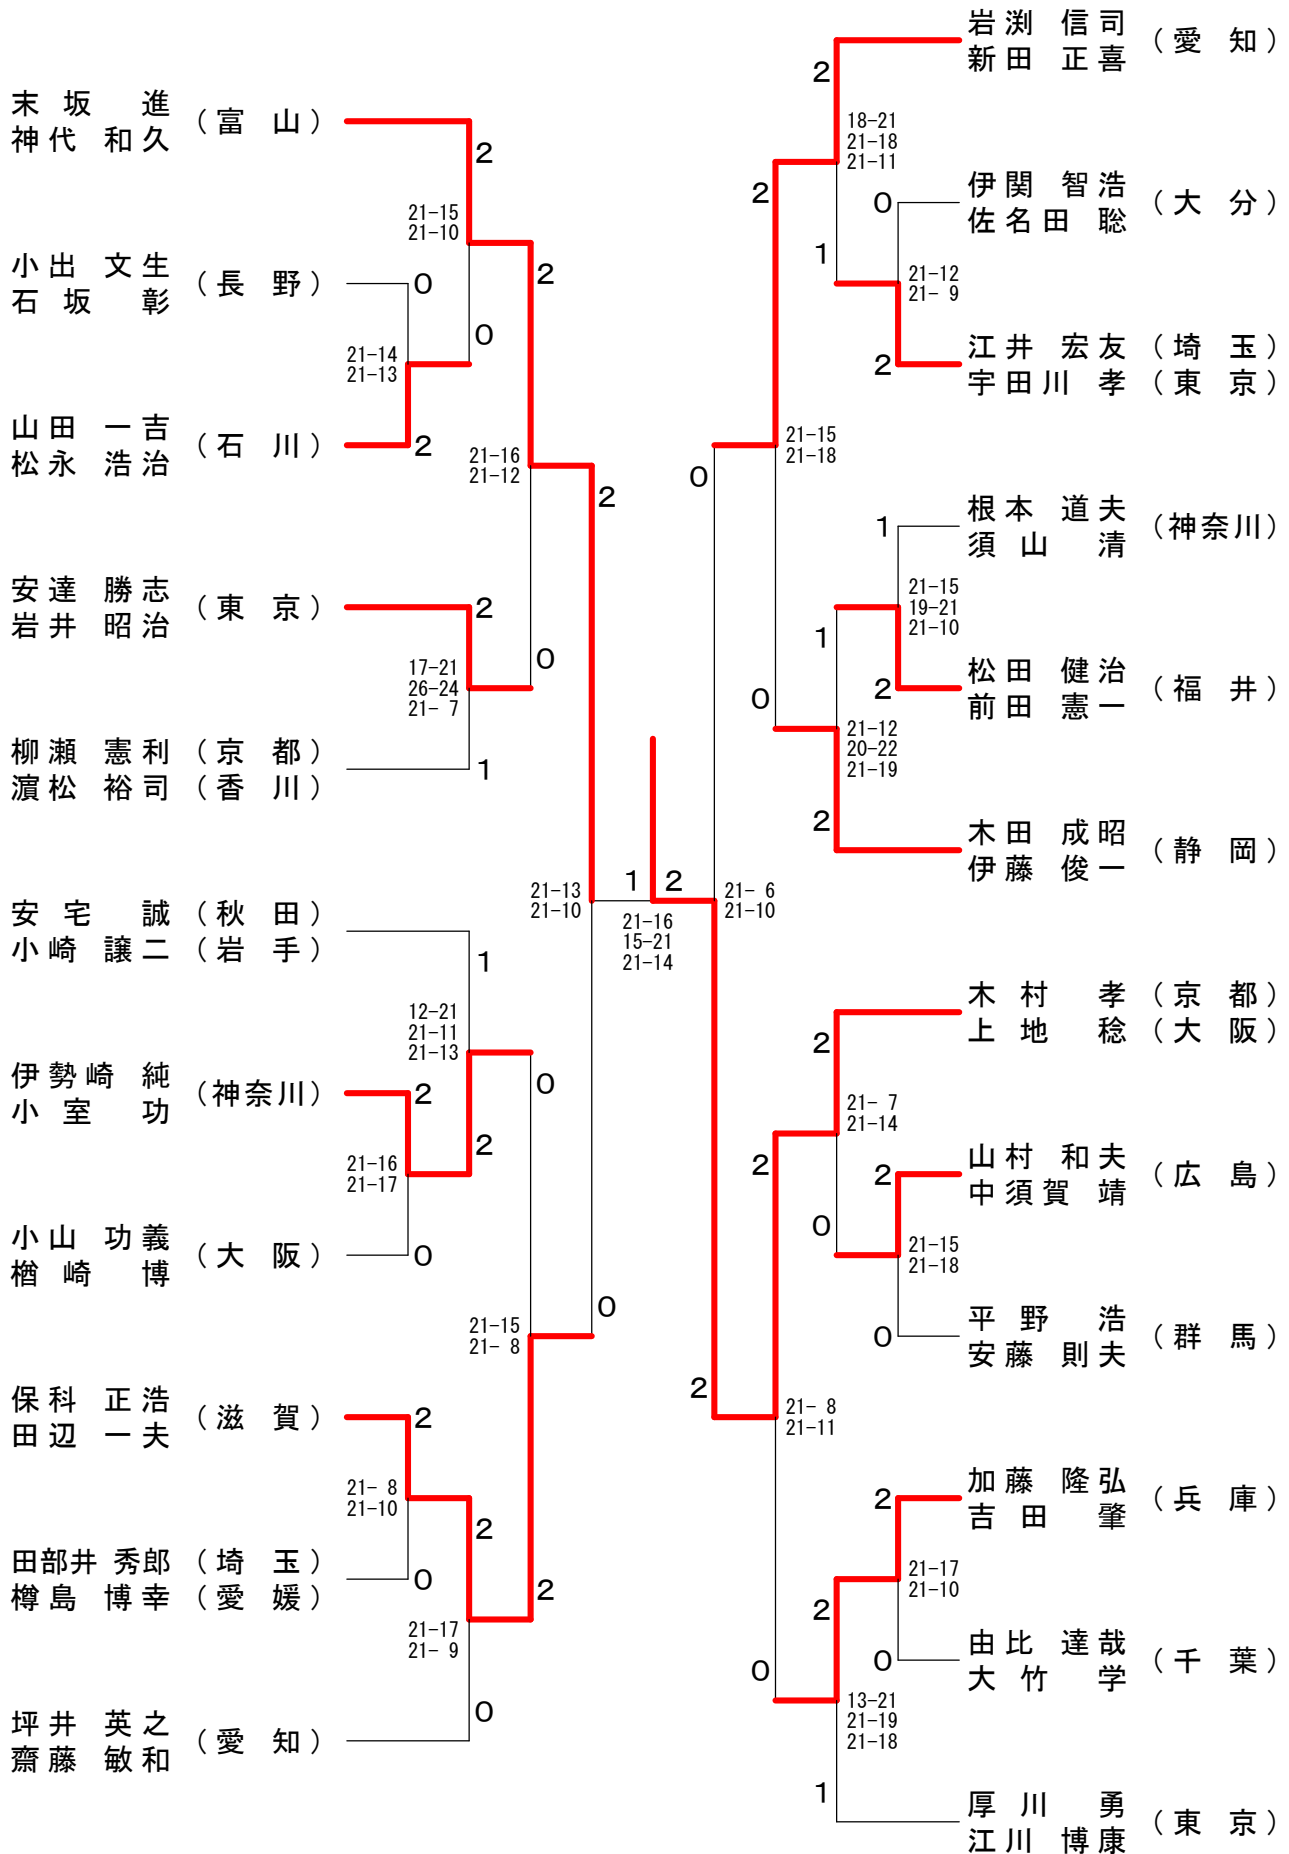 末坂 進 （富山）
神代 和久
2
21-15
21-10
小出 文生 （長野）
石坂 彰
0
2
0
21-14
21-13
山田 一吉 （石川）
松永 浩治
2
21-16
21-12
2
安達 勝志 （東京）
岩井 昭治
2
0
17-21
26-24
21- 7
柳瀬 憲利 （京都）
濵松 裕司 （香川）
1
21-13
21-10
安宅 誠 （秋田）
小崎 譲二 （岩手）
1
12-21
21-11
21-13
伊勢崎 純 （神奈川）
小室 功
2
0
2
21-16
21-17
小山 功義 （大阪）
楢崎 博
0
0
21-15
21- 8
保科 正浩 （滋賀）
田辺 一夫
2
21- 8
21-10
2
田部井 秀郎 （埼玉）
樽島 博幸 （愛媛）
0
2
21-17
21- 9
坪井 英之 （愛知）
齋藤 敏和
0
1 2
21-16
15-21
21-14
岩渕 信司 （愛知）
新田 正喜
2
18-21
21-18
21-11
2
伊関 智浩 （大分）
佐名田 聡
0
1
21-12
21- 9
江井 宏友 （埼玉）
宇田川 孝 （東京）
2
21-15
21-18
0
根本 道夫 （神奈川）
須山 清
1
21-15
19-21
21-10
1
松田 健治 （福井）
前田 憲一
2
0
21-12
20-22
21-19
木田 成昭 （静岡）
伊藤 俊一
2
21- 6
21-10
木村 孝 （京都）
上地 稔 （大阪）
2
21- 7
21-14
2
山村 和夫 （広島）
中須賀 靖
2
0
21-15
21-18
平野 浩 （群馬）
安藤 則夫
0
2
21- 8
21-11
加藤 隆弘 （兵庫）
吉田 肇
2
21-17
21-10
2
由比 達哉 （千葉）
大竹 学
0
0
13-21
21-19
21-18
厚川 勇 （東京）
江川 博康
1